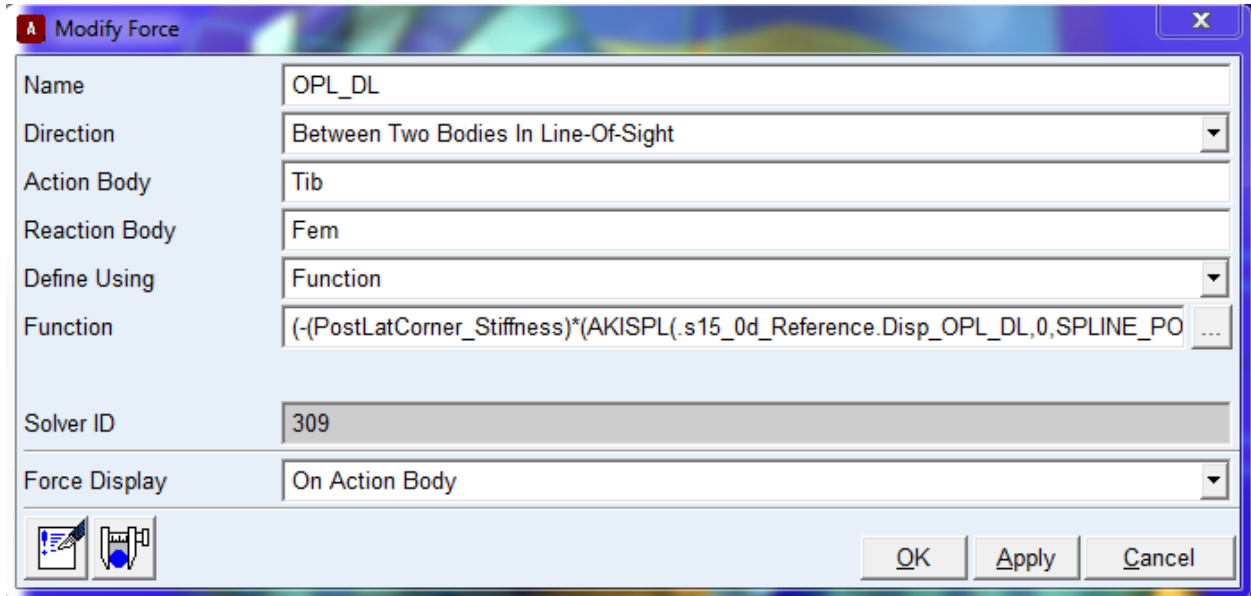 A Modify Force X
Name OPL_DL
Direction Between Two Bodies In Line-Of-Sight
Action Body Tib
Reaction Body Fem
Define Using Function
Function (-(PostLatCorner_Stiffness)*(AKISPL(.s15_0d_Reference.Disp_OPL_DL,0,SPLINE_PO ...
Solver ID 309
Force Display On Action Body
OK Apply Cancel